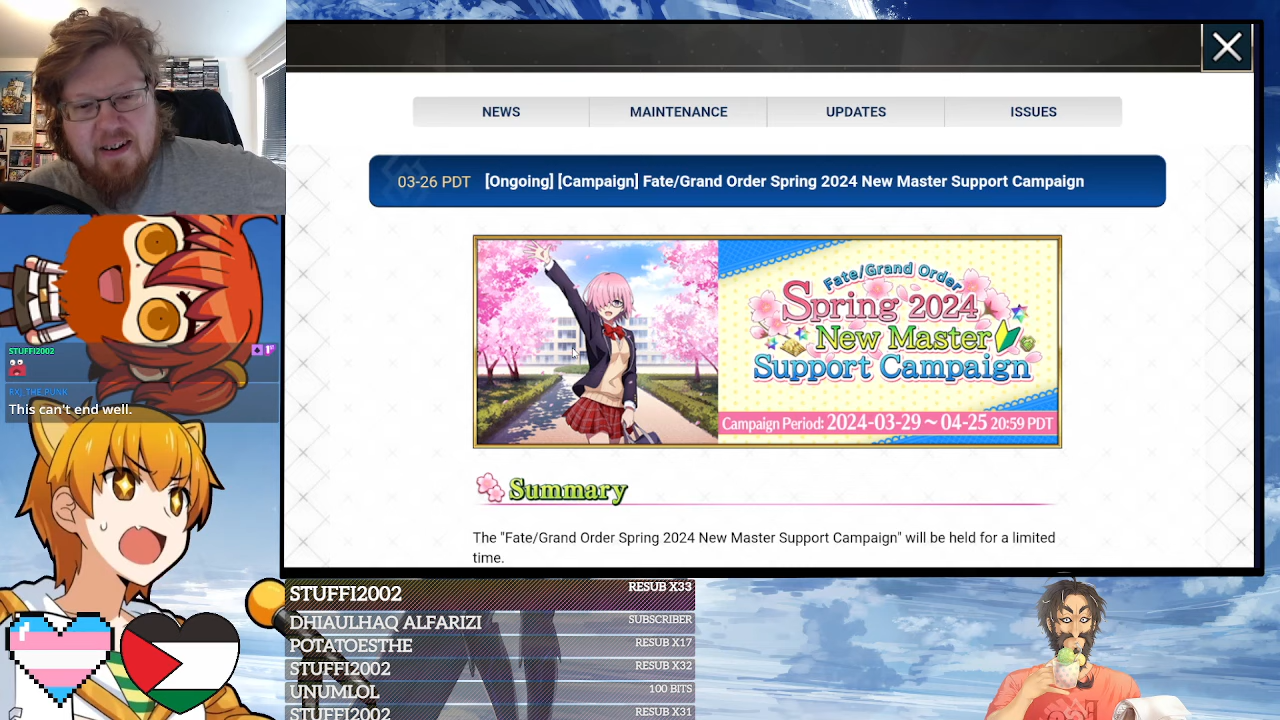 NEWS
MAINTENANCE
UPDATES
ISSUES
03-26 PDT [Ongoing] [Campaign] Fate/Grand Order Spring 2024 New Master Support Campaign
Fate/Grand Order
Spring 2024
New Master
Support Campaign
Campaign Period: 2024-03-29 ~ 04-25 20:59 PDT
Summary
The "Fate/Grand Order Spring 2024 New Master Support Campaign" will be held for a limited
time.
STUFFI2002
This can't end well.
STUFFI2002 RESUB X33
DHIAULHAQ ALFARIZI SUBSCRIBER
POTATOESTHE RESUB X17
STUFFI2002 RESUB X32
UNUMLOL 100 BITS
STUFFI2002 RESUB X31